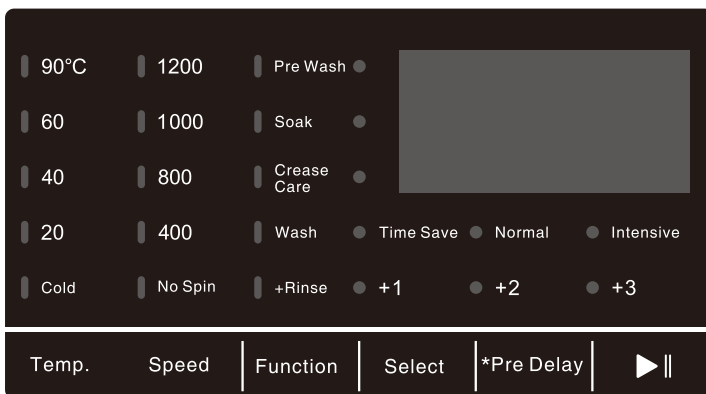 90°C 1200 Pre Wash
60 1000 Soak
40 800 Crease
Care
20 400 Wash Time Save Normal Intensive
Cold No Spin +Rinse +1 +2 +3
Temp. Speed Function Select *Pre Delay